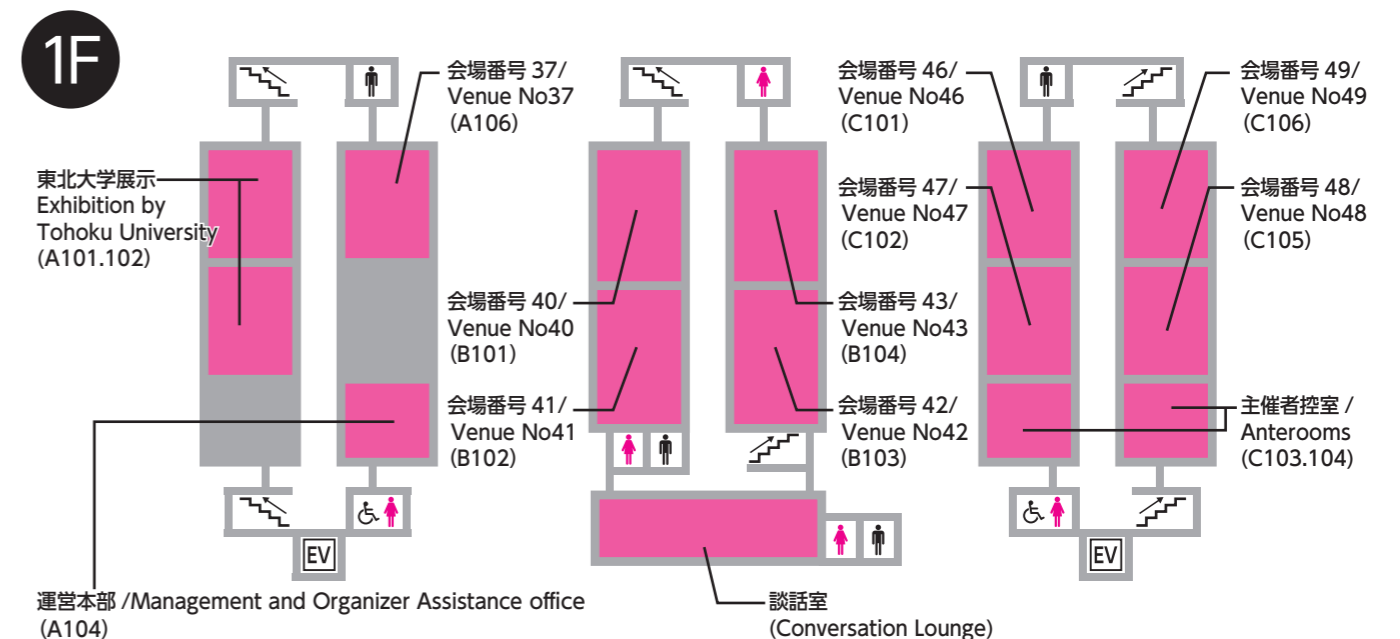 1F
東北大学展示
Exhibition by
Tohoku University
(A101.102)
会場番号 37/
Venue No37
(A106)
運営本部 /Management and Organizer Assistance office
(A104)
EV
会場番号 40/
Venue No40
(B101)
会場番号 41/
Venue No41
(B102)
会場番号 43/
Venue No43
(B104)
会場番号 42/
Venue No42
(B103)
談話室
(Conversation Lounge)
会場番号 46/
Venue No46
(C101)
会場番号 47/
Venue No47
(C102)
会場番号 49/
Venue No49
(C106)
会場番号 48/
Venue No48
(C105)
主催者控室 /
Anterooms
(C103.104)
EV